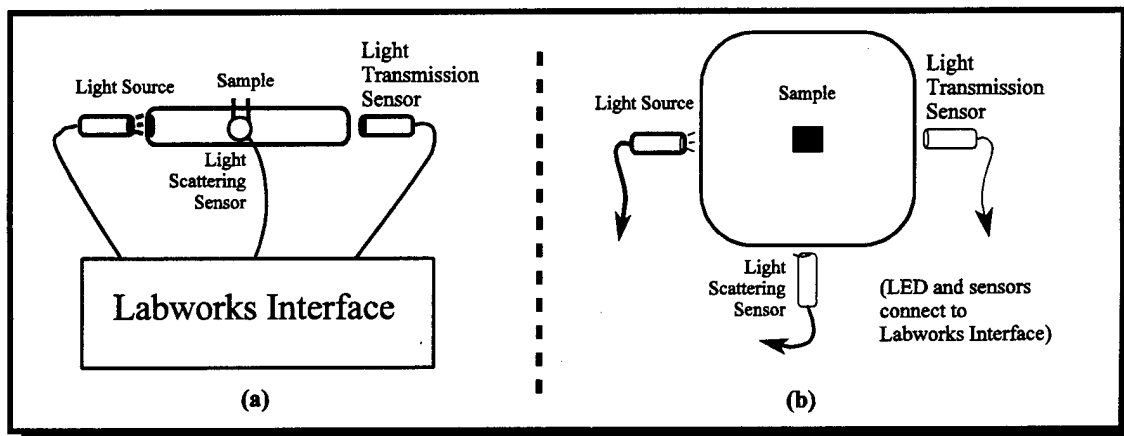 Light Source
Sample
Light
Transmission
Sensor
Light
Scattering
Sensor
Labworks Interface
(a)
Light Source
Sample
Light
Transmission
Sensor
Light
Scattering
Sensor
(LED and sensors
connect to
Labworks Interface)
(b)